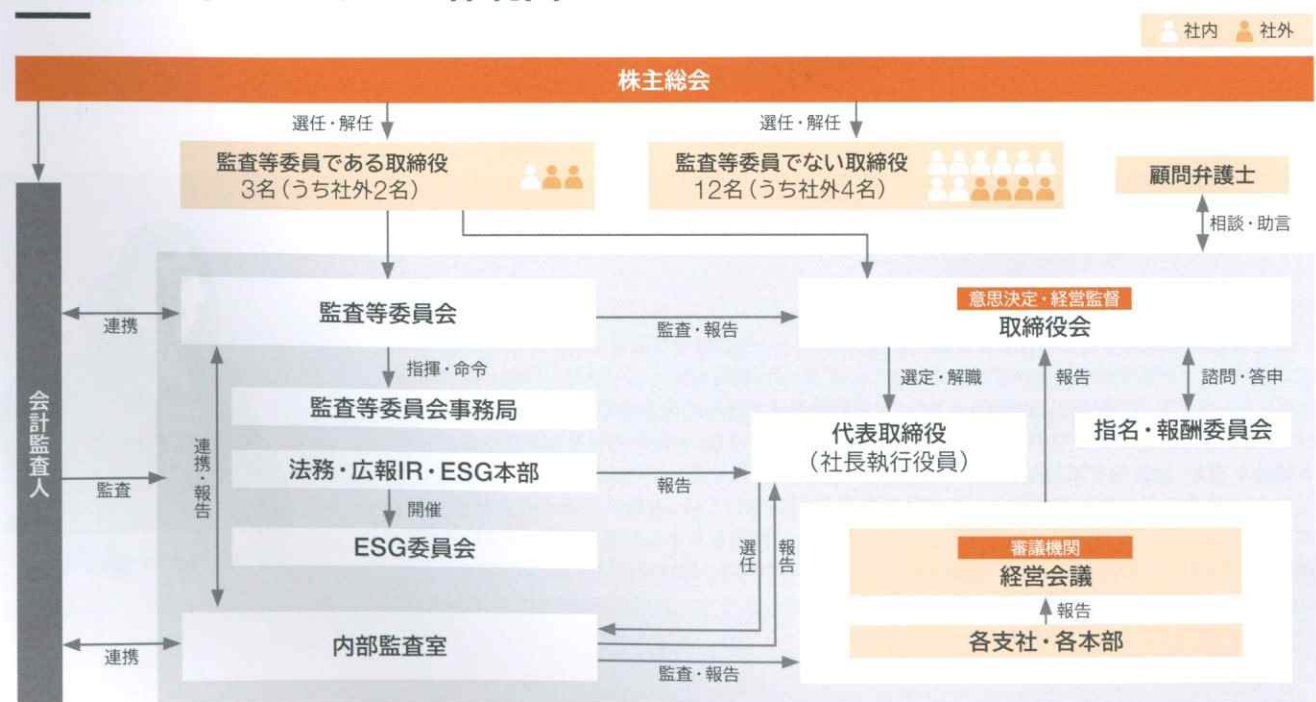 社内 社外
株主総会
選任・解任
選任・解任
監査等委員である取締役
3名(うち社外2名)
監査等委員でない取締役
12名(うち社外4名)
顧問弁護士
相談・助言
監査等委員会
連携
監査・報告
意思決定・経営監督
取締役会
指揮・命令
選定・解職
報告
諮問・答申
監査等委員会事務局
会計監査人
連携・報告
代表取締役
(社長執行役員)
指名・報酬委員会
法務・広報IR・ESG本部
監査
報告
開催
ESG委員会
選任
報告
審議機関
経営会議
報告
各支社・各本部
内部監査室
連携
監査・報告